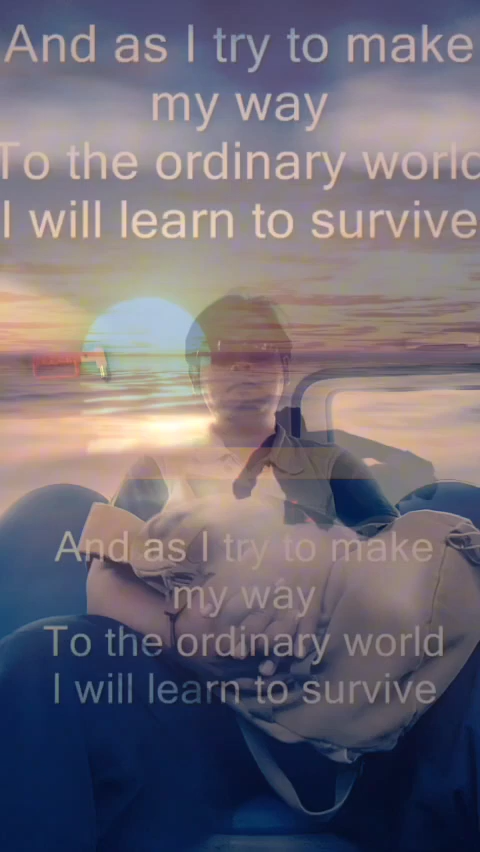 And as I try to make
my way
To the ordinary world
I will learn to survive
And as I try to make
my way
To the ordinary world
I will learn to survive